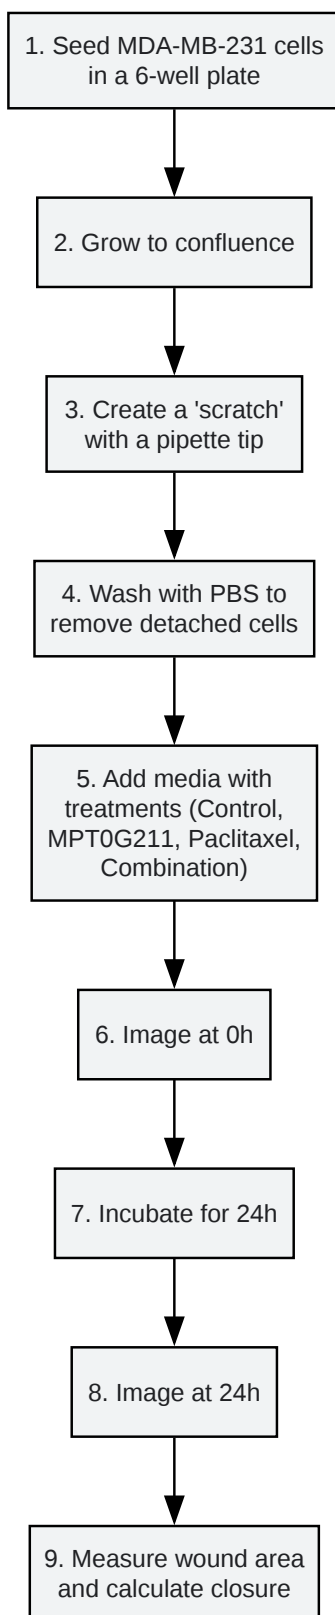 1. Seed MDA-MB-231 cells
in a 6-well plate
2. Grow to confluence
3. Create a 'scratch'
with a pipette tip
4. Wash with PBS to
remove detached cells
5. Add media with
treatments (Control,
MPT0G211, Paclitaxel,
Combination)
6. Image at 0h
7. Incubate for 24h
8. Image at 24h
9. Measure wound area
and calculate closure